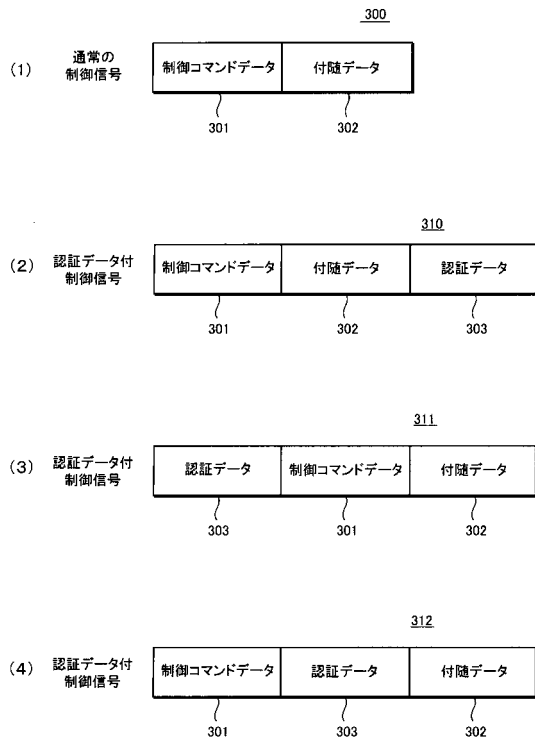 300
(1) 通常の
制御信号
制御コマンドデータ 付随データ
301 302
310
(2) 認証データ付
制御信号
制御コマンドデータ 付随データ 認証データ
301 302 303
311
(3) 認証データ付
制御信号
認証データ 制御コマンドデータ 付随データ
303 301 302
312
(4) 認証データ付
制御信号
制御コマンドデータ 認証データ 付随データ
301 303 302